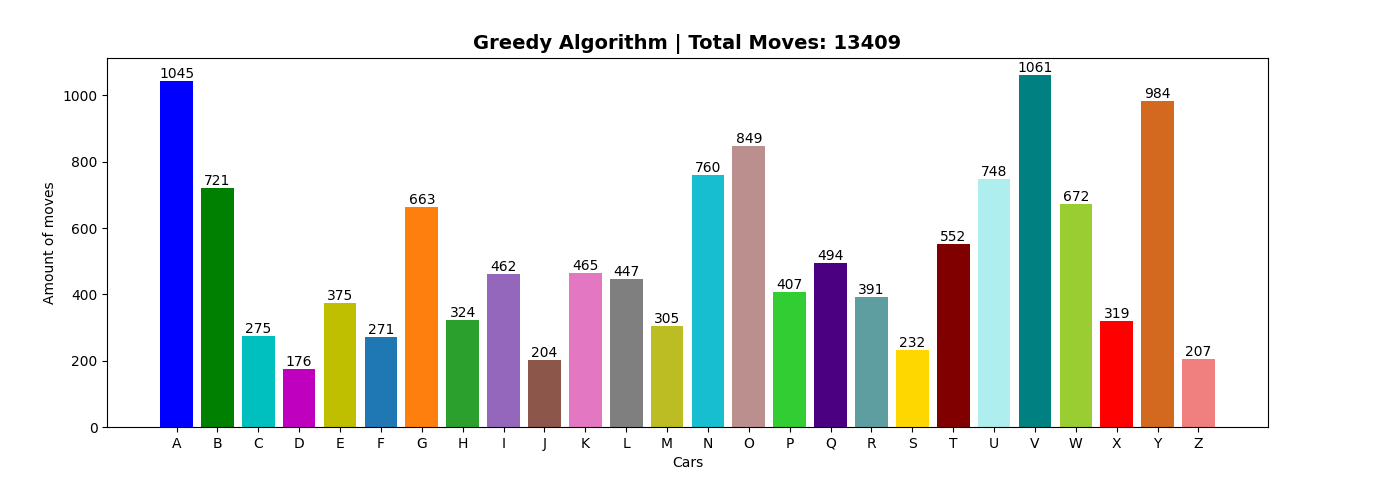 Greedy Algorithm | Total Moves: 13409
1045 721 275 176 375 271 663 324 462 204 465 447 305 760 849 407 494 391 232 552 748 1061 672 319 984 207
Amount of moves
1000
800
600
400
200
0
A B C D E F G H I J K L M N O P Q R S T U V W X Y Z
Cars